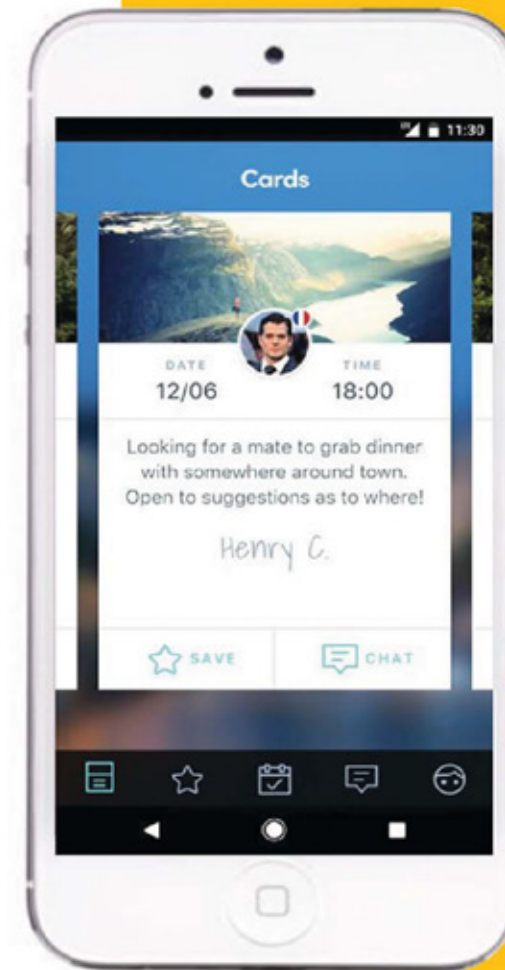 11:30
Cards
DATE
12/06
TIME
18:00
Looking for a mate to grab dinner
with somewhere around town.
Open to suggestions as to where!
Henry C.
SAVE
CHAT